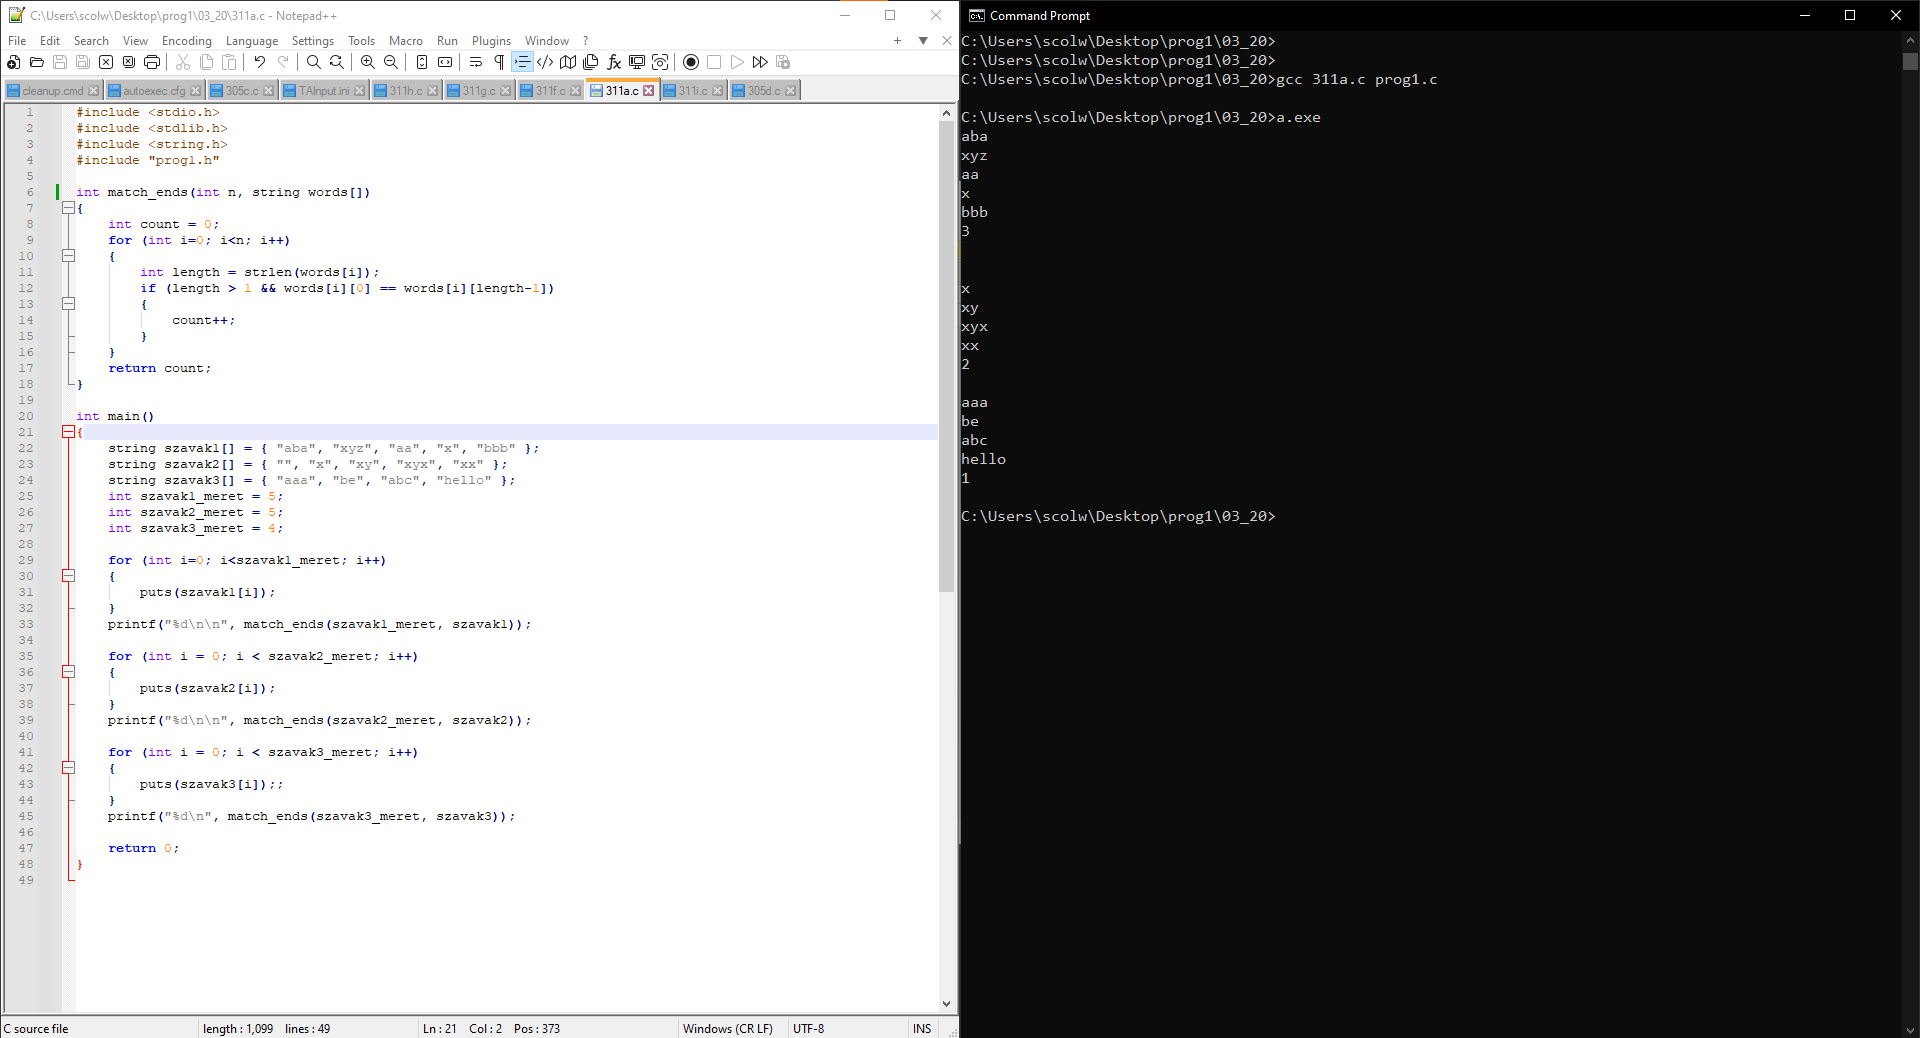 C:\Users\scolw\Desktop\prog1\03_20\311a.c - Notepad++
File Edit Search View Encoding Language Settings Tools Macro Run Plugins Window ?
cleanup.cmd autoexec.cfg 305c.c TAInput.ini 311h.c 311g.c 311f.c 311a.c 311i.c 305d.c
1 #include <stdio.h>
2 #include <stdlib.h>
3 #include <string.h>
4 #include "prog1.h"
5
6 int match_ends(int n, string words[])
7 {
8 int count = 0;
9 for (int i=0; i<n; i++)
10 {
11 int length = strlen(words[i]);
12 if (length > 1 && words[i][0] == words[i][length-1])
13 {
14 count++;
15 }
16 }
17 return count;
18 }
19
20 int main()
21 {
22 string szavak1[] = { "aba", "xyz", "aa", "x", "bbb" };
23 string szavak2[] = { "", "x", "xy", "xyx", "xx" };
24 string szavak3[] = { "aaa", "be", "abc", "hello" };
25 int szavak1_meret = 5;
26 int szavak2_meret = 5;
27 int szavak3_meret = 4;
28
29 for (int i=0; i<szavak1_meret; i++)
30 {
31 puts(szavak1[i]);
32 }
33 printf("%d\n\n", match_ends(szavak1_meret, szavak1));
34
35 for (int i = 0; i < szavak2_meret; i++)
36 {
37 puts(szavak2[i]);
38 }
39 printf("%d\n\n", match_ends(szavak2_meret, szavak2));
40
41 for (int i = 0; i < szavak3_meret; i++)
42 {
43 puts(szavak3[i]);;
44 }
45 printf("%d\n", match_ends(szavak3_meret, szavak3));
46
47 return 0;
48 }
49
C source file length : 1,099 lines : 49 Ln : 21 Col : 2 Pos : 373 Windows (CR LF) UTF-8 INS
Command Prompt
C:\Users\scolw\Desktop\prog1\03_20>
C:\Users\scolw\Desktop\prog1\03_20>
C:\Users\scolw\Desktop\prog1\03_20>gcc 311a.c prog1.c
C:\Users\scolw\Desktop\prog1\03_20>a.exe
aba
xyz
aa
x
bbb
3
x
xy
xyx
xx
2
aaa
be
abc
hello
1
C:\Users\scolw\Desktop\prog1\03_20>